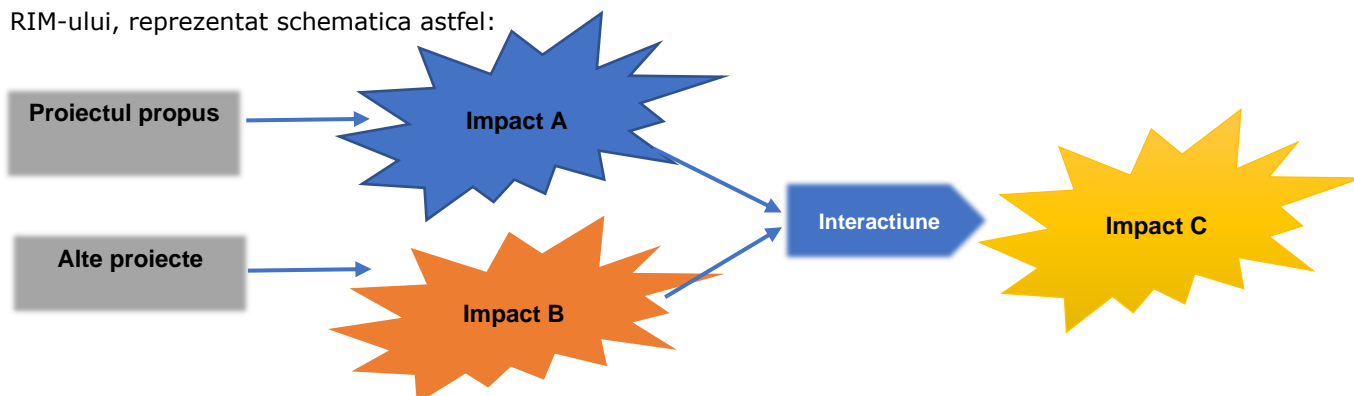 RIM-ului, reprezentat schematica astfel:
Proiectul propus
Impact A
Interactiune
Impact C
Alte proiecte
Impact B